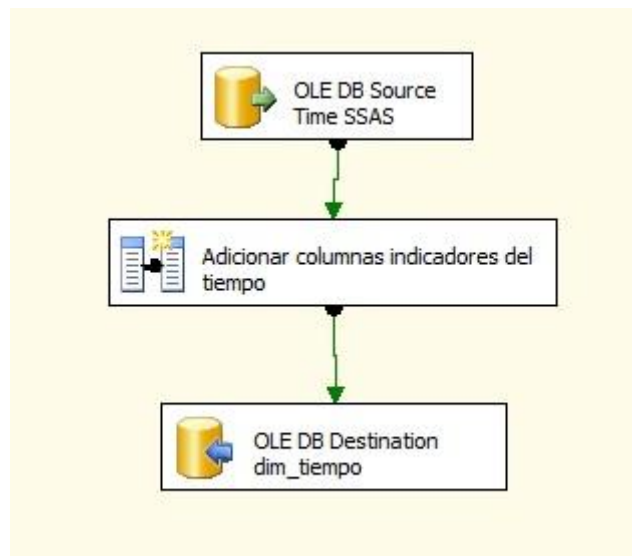 OLE DB Source
Time SSAS
Adicionar columnas indicadores del
tiempo
OLE DB Destination
dim_tiempo